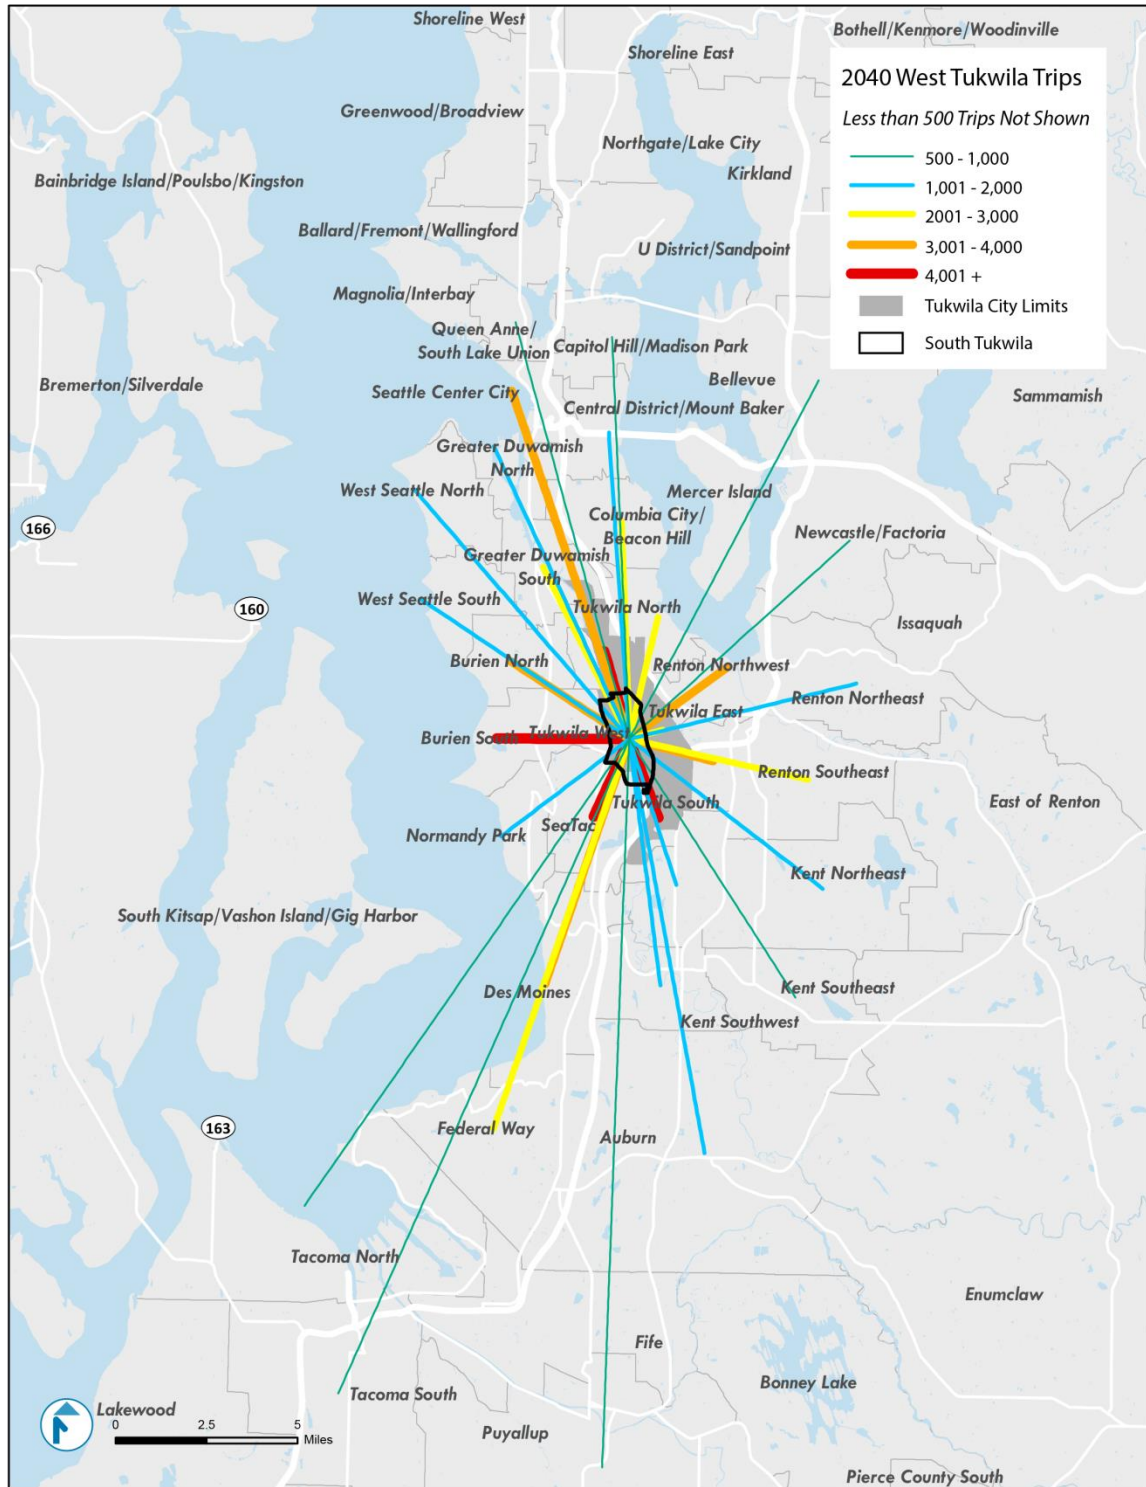 Shoreline West
Bothell/Kenmore/Woodinville
Shoreline East
2040 West Tukwila Trips
Less than 500 Trips Not Shown
500 - 1,000
1,001 - 2,000
2001 - 3,000
3,001 - 4,000
4,001 +
Tukwila City Limits
South Tukwila
Greenwood/Broadview
Northgate/Lake City
Kirkland
Bainbridge Island/Poulsbo/Kingston
Ballard/Fremont/Wallingford
U District/Sandpoint
Magnolia/Interbay
Queen Anne/
South Lake Union
Capitol Hill/Madison Park
Bremerton/Silverdale
Seattle Center City
Bellevue
Sammamish
Central District/Mount Baker
Greater Duwamish
North
West Seattle North
Mercer Island
166
Columbia City/
Beacon Hill
Newcastle/Factoria
Greater Duwamish
South
West Seattle South
160
Tukwila North
Issaquah
Burien North
Renton Northwest
Renton Northeast
Tukwila East
Burien South
Tukwila West
Renton Southeast
Tukwila South
East of Renton
SeaTac
Normandy Park
Kent Northeast
South Kitsap/Vashon Island/Gig Harbor
Des Moines
Kent Southeast
Kent Southwest
163
Federal Way
Auburn
Tacoma North
Enumclaw
Fife
Bonney Lake
Tacoma South
Lakewood
0 2.5 5
Miles
Puyallup
Pierce County South